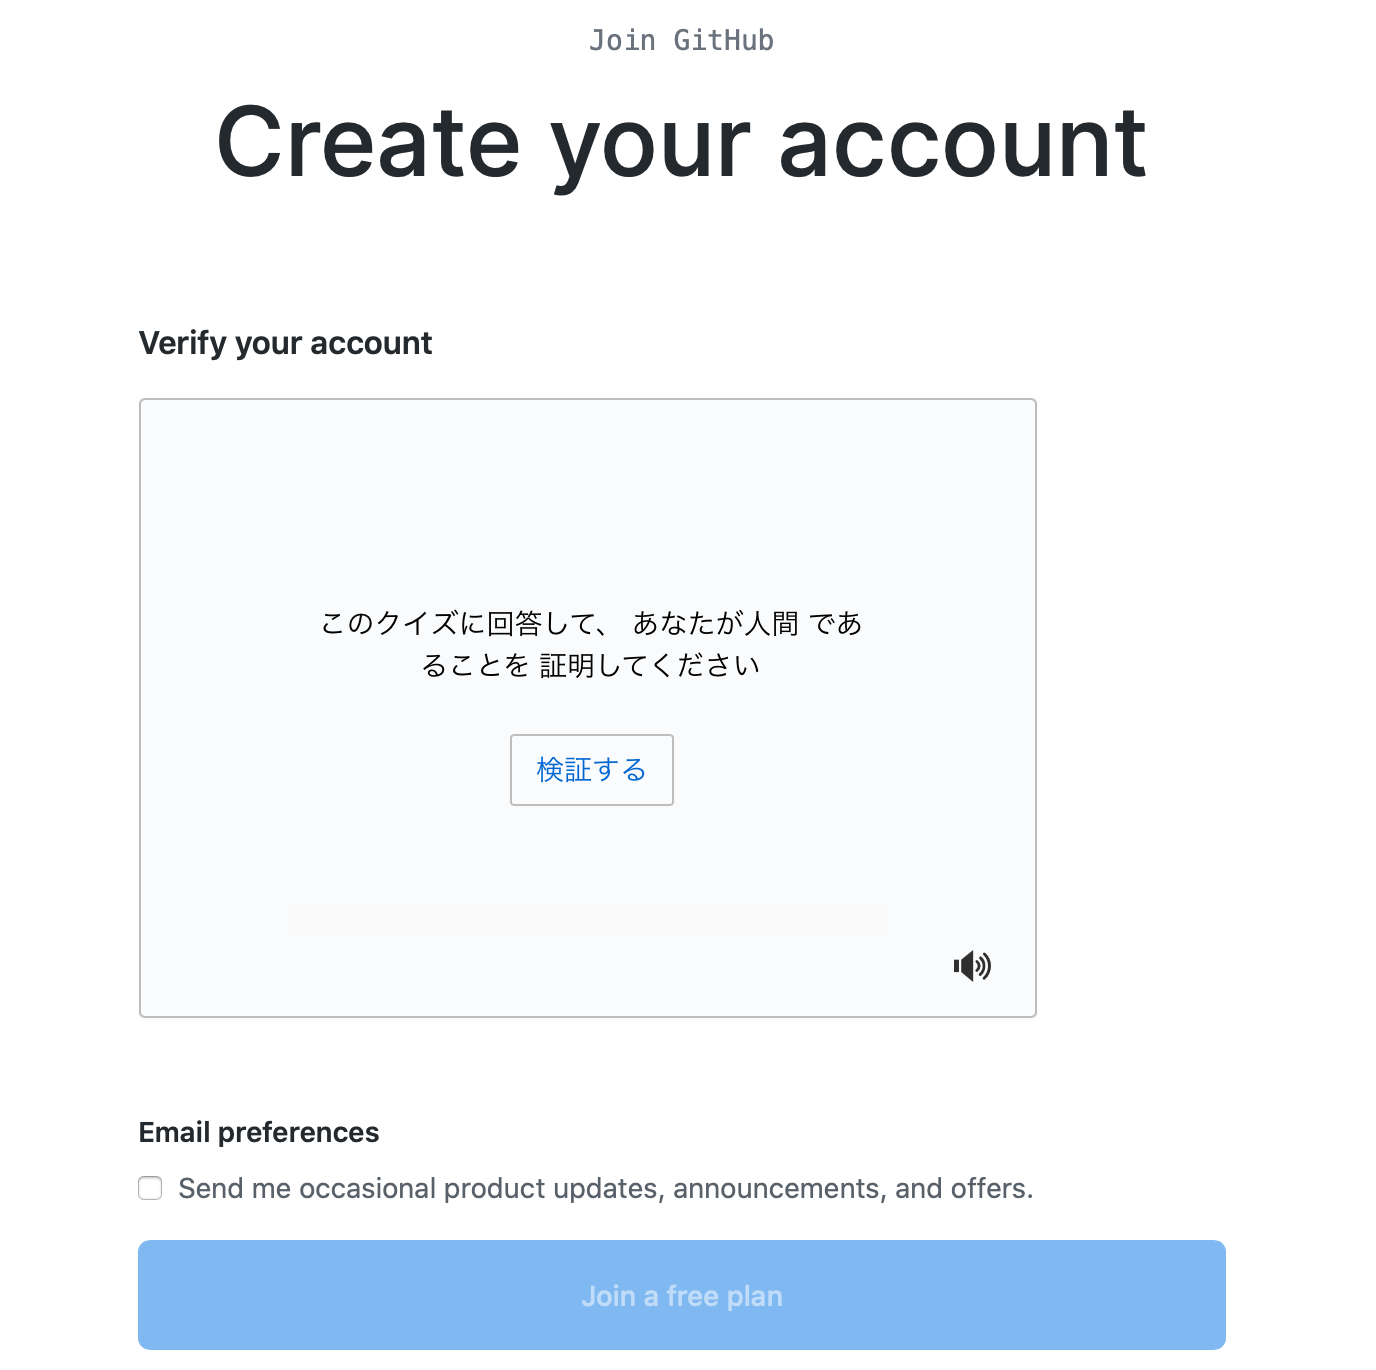 Join GitHub
Create your account
Verify your account
このクイズに回答して、 あなたが人間 であ
ることを 証明してください
検証する
Email preferences
Send me occasional product updates, announcements, and offers.
Join a free plan